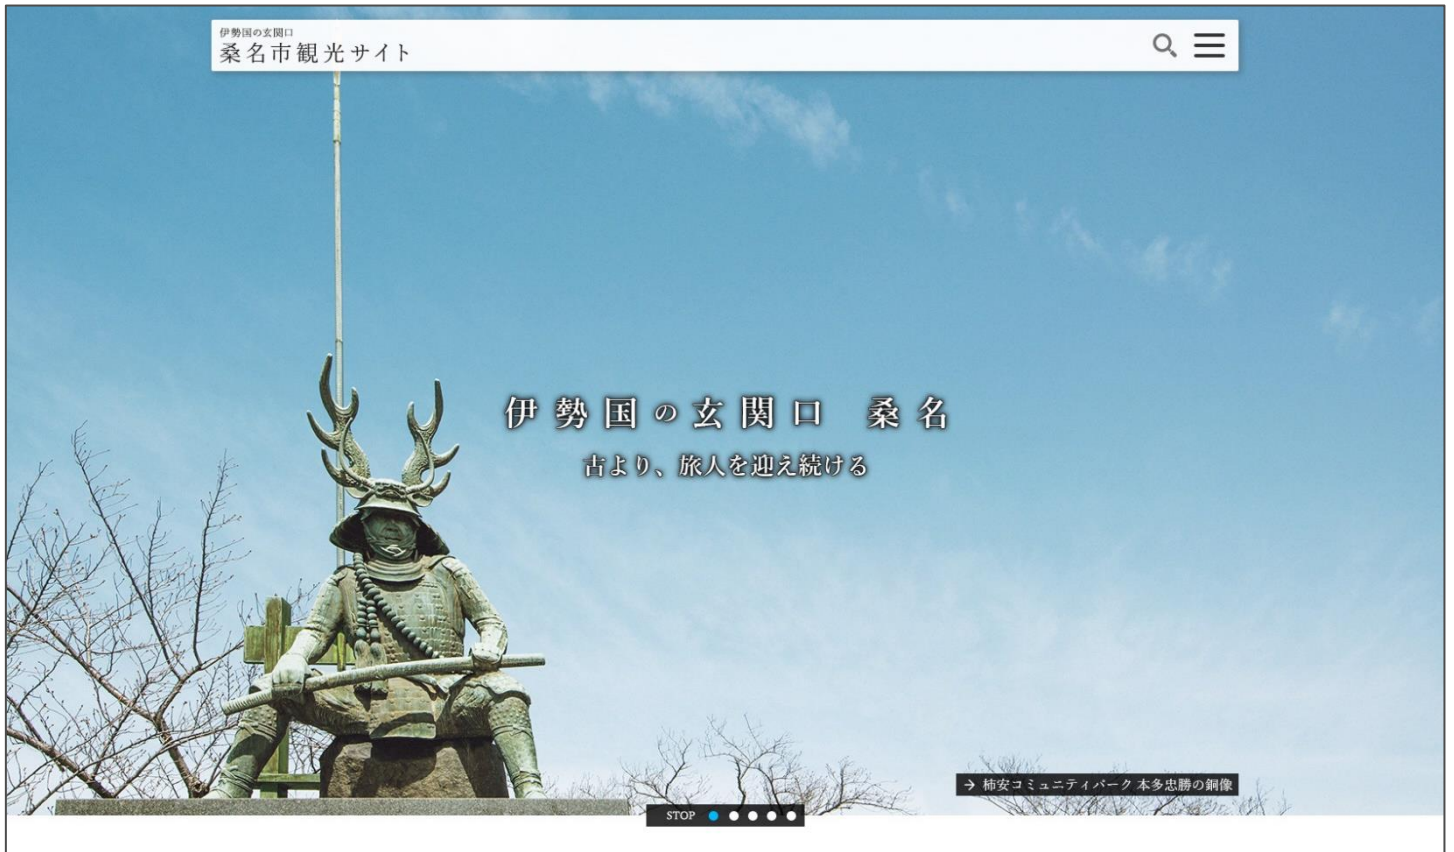 伊勢国の玄関口
桑名市観光サイト
伊勢国の玄関口 桑名
古より、旅人を迎え続ける
→ 柿安コミュニティパーク 本多忠勝の銅像
STOP